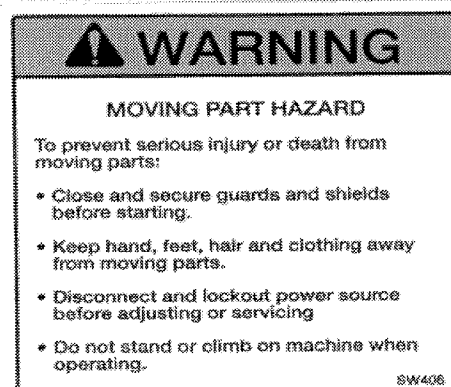 WARNING
MOVING PART HAZARD
To prevent serious injury or death from
moving parts:
• Close and secure guards and shields
before starting.
• Keep hand, feet, hair and clothing away
from moving parts.
• Disconnect and lockout power source
before adjusting or servicing
• Do not stand or climb on machine when
operating.
SW406